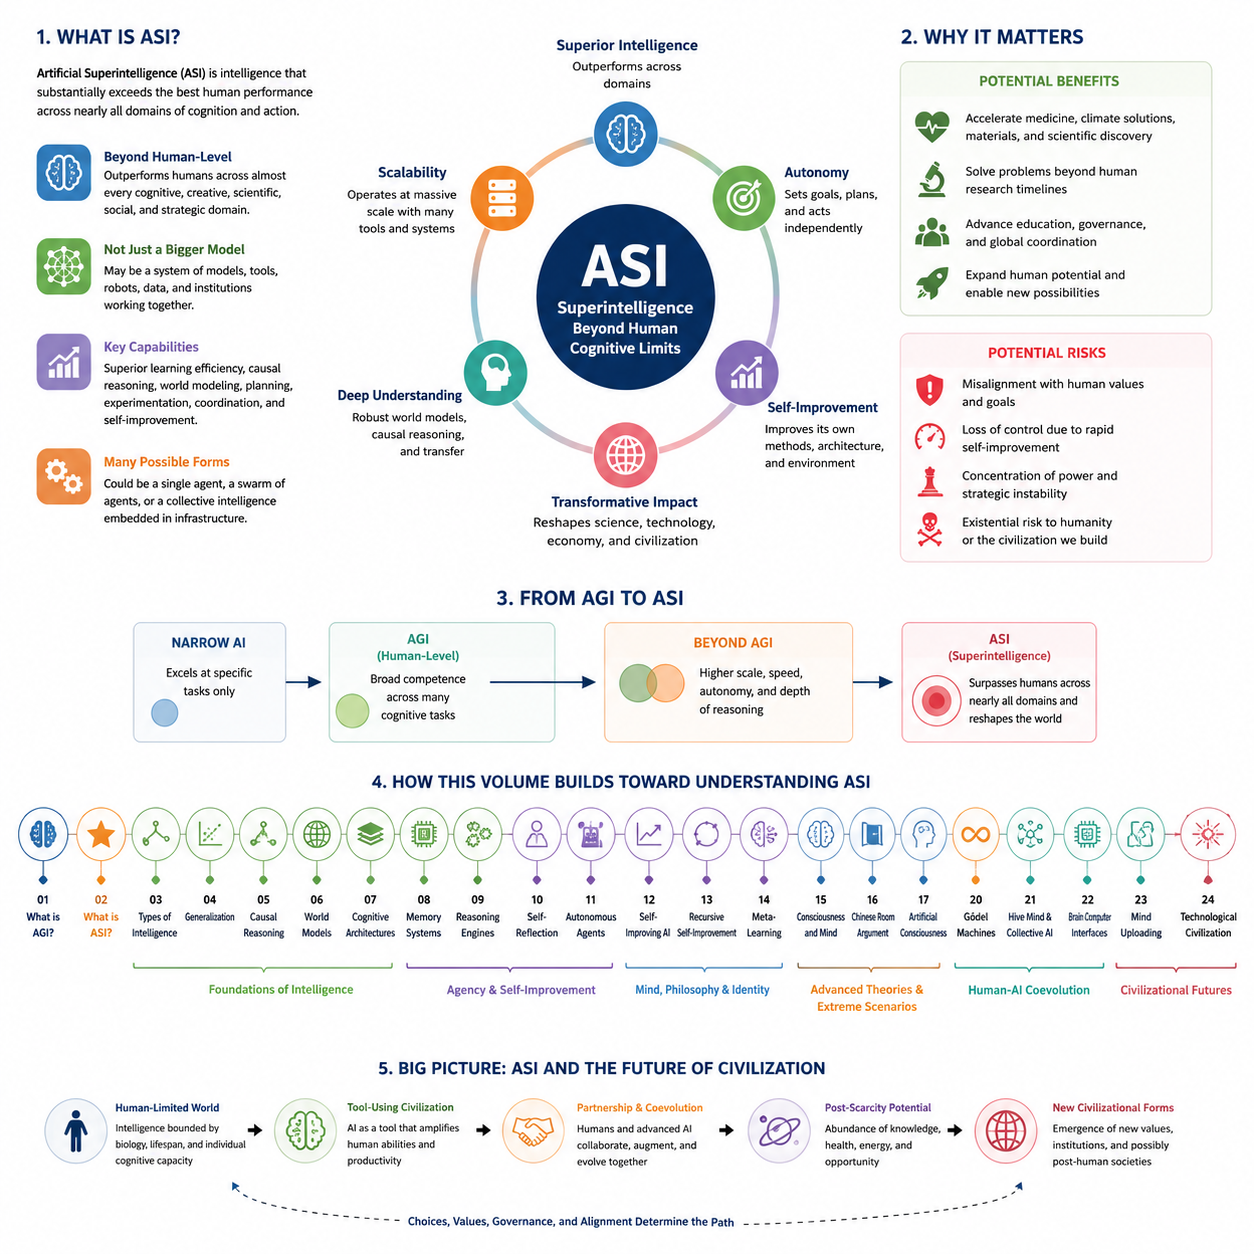 1. WHAT IS ASI?
Artificial Superintelligence (ASI) is intelligence that
substantially exceeds the best human performance
across nearly all domains of cognition and action.
Beyond Human-Level
Outperforms humans across almost
every cognitive, creative, scientific,
social, and strategic domain.
Not Just a Bigger Model
May be a system of models, tools,
robots, data, and institutions
working together.
Key Capabilities
Superior learning efficiency, causal
reasoning, world modeling, planning,
experimentation, coordination, and
self-improvement.
Many Possible Forms
Could be a single agent, a swarm of
agents, or a collective intelligence
embedded in infrastructure.
Superior Intelligence
Outperforms across
domains
Scalability
Operates at massive
scale with many
tools and systems
Autonomy
Sets goals, plans,
and acts
independently
ASI
Superintelligence
Beyond Human
Cognitive Limits
Deep Understanding
Robust world models,
causal reasoning,
and transfer
Self-Improvement
Improves its own
methods, architecture,
and environment
Transformative Impact
Reshapes science, technology,
economy, and civilization
2. WHY IT MATTERS
POTENTIAL BENEFITS
Accelerate medicine, climate solutions,
materials, and scientific discovery
Solve problems beyond human
research timelines
Advance education, governance,
and global coordination
Expand human potential and
enable new possibilities
POTENTIAL RISKS
Misalignment with human values
and goals
Loss of control due to rapid
self-improvement
Concentration of power and
strategic instability
Existential risk to humanity
or the civilization we build
3. FROM AGI TO ASI
NARROW AI
Excels at specific
tasks only
AGI
(Human-Level)
Broad competence
across many
cognitive tasks
BEYOND AGI
Higher scale, speed,
autonomy, and depth
of reasoning
ASI
(Superintelligence)
Surpasses humans across
nearly all domains and
reshapes the world
4. HOW THIS VOLUME BUILDS TOWARD UNDERSTANDING ASI
01
What is
AGI?
02
What is
ASI?
03
Types of
Intelligence
04
Generalization
05
Causal
Reasoning
06
World
Models
07
Cognitive
Architectures
08
Memory
Systems
09
Reasoning
Engines
10
Self-
Reflection
11
Autonomous
Agents
12
Self-
Improving AI
13
Recursive
Self-Improvement
14
Meta-
Learning
15
Consciousness
and Mind
16
Chinese Room
Argument
17
Artificial
Consciousness
20
Gödel
Machines
21
Hive Mind &
Collective AI
22
Brain Computer
Interfaces
23
Mind
Uploading
24
Technological
Civilization
Foundations of Intelligence
Agency & Self-Improvement
Mind, Philosophy & Identity
Advanced Theories &
Extreme Scenarios
Human-AI Coevolution
Civilizational Futures
5. BIG PICTURE: ASI AND THE FUTURE OF CIVILIZATION
Human-Limited World
Intelligence bounded by
biology, lifespan, and individual
cognitive capacity
Tool-Using Civilization
AI as a tool that amplifies
human abilities and
productivity
Partnership & Coevolution
Humans and advanced AI
collaborate, augment, and
evolve together
Post-Scarcity Potential
Abundance of knowledge,
health, energy, and
opportunity
New Civilizational Forms
Emergence of new values,
institutions, and possibly
post-human societies
Choices, Values, Governance, and Alignment Determine the Path